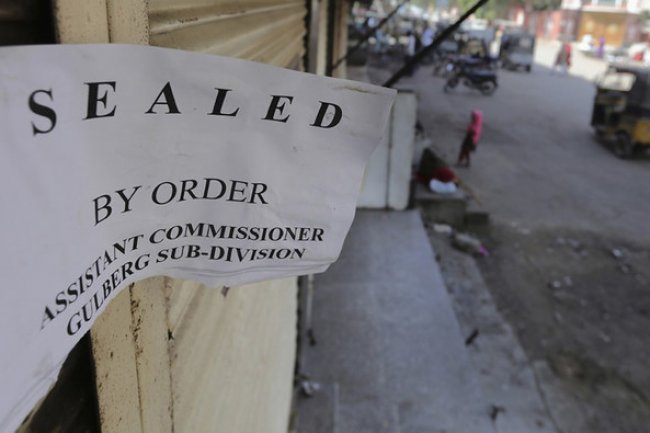 SEALED
BY ORDER
ASSISTANT COMMISSIONER
GULBERG SUB-DIVISION